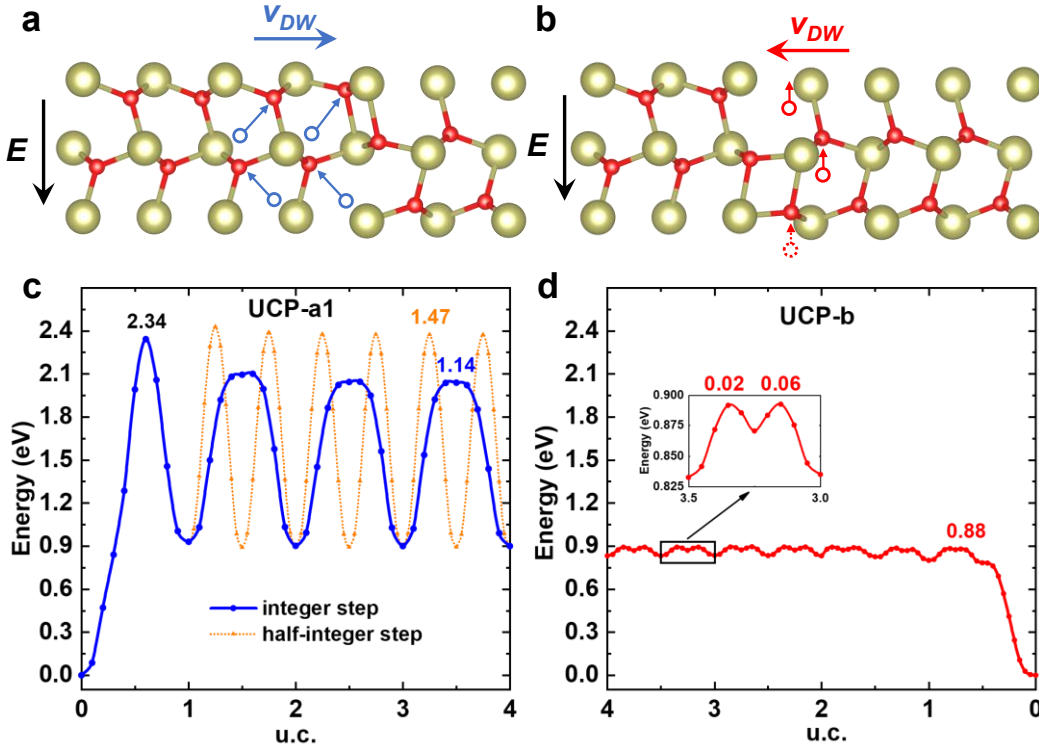 a
v_DW
E
b
v_DW
E
c
UCP-a1
2.34
1.47
1.14
integer step
half-integer step
Energy (eV)
2.4
2.1
1.8
1.5
1.2
0.9
0.6
0.3
0.0
0 1 2 3 4
u.c.
d
UCP-b
0.02 0.06
Energy (eV)
0.900
0.875
0.850
0.825
3.5 3.0
0.88
Energy (eV)
2.4
2.1
1.8
1.5
1.2
0.9
0.6
0.3
0.0
4 3 2 1 0
u.c.